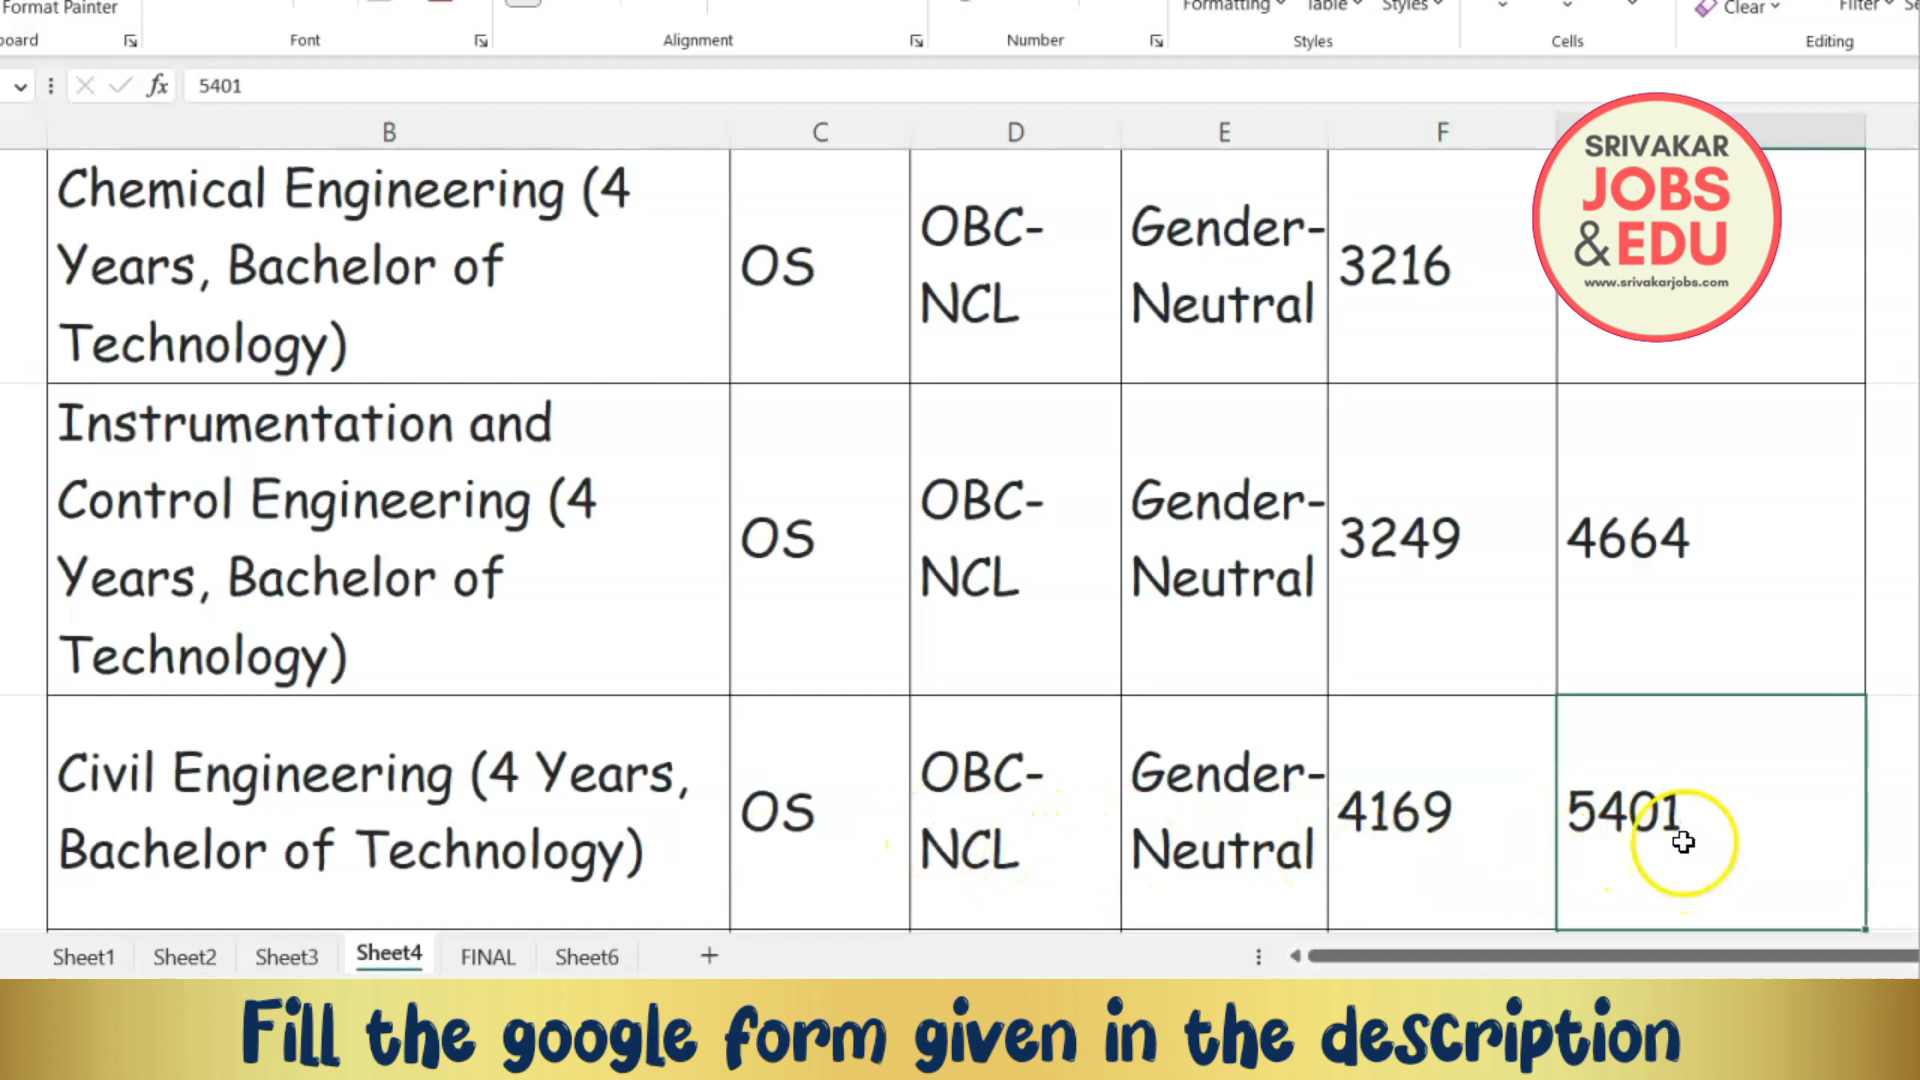 Format Painter
Formatting
Table
Styles
Clear
Filter
Se
oard
Font
Alignment
Number
Styles
Cells
Editing
fx 5401
B C D E F
SRIVAKAR
JOBS
&EDU
www.srivakarjobs.com
Chemical Engineering (4
Years, Bachelor of
Technology)
OS
OBC-
NCL
Gender-
Neutral
3216
Instrumentation and
Control Engineering (4
Years, Bachelor of
Technology)
OS
OBC-
NCL
Gender-
Neutral
3249
4664
Civil Engineering (4 Years,
Bachelor of Technology)
OS
OBC-
NCL
Gender-
Neutral
4169
5401
Sheet1 Sheet2 Sheet3 Sheet4 FINAL Sheet6 +
Fill the google form given in the description